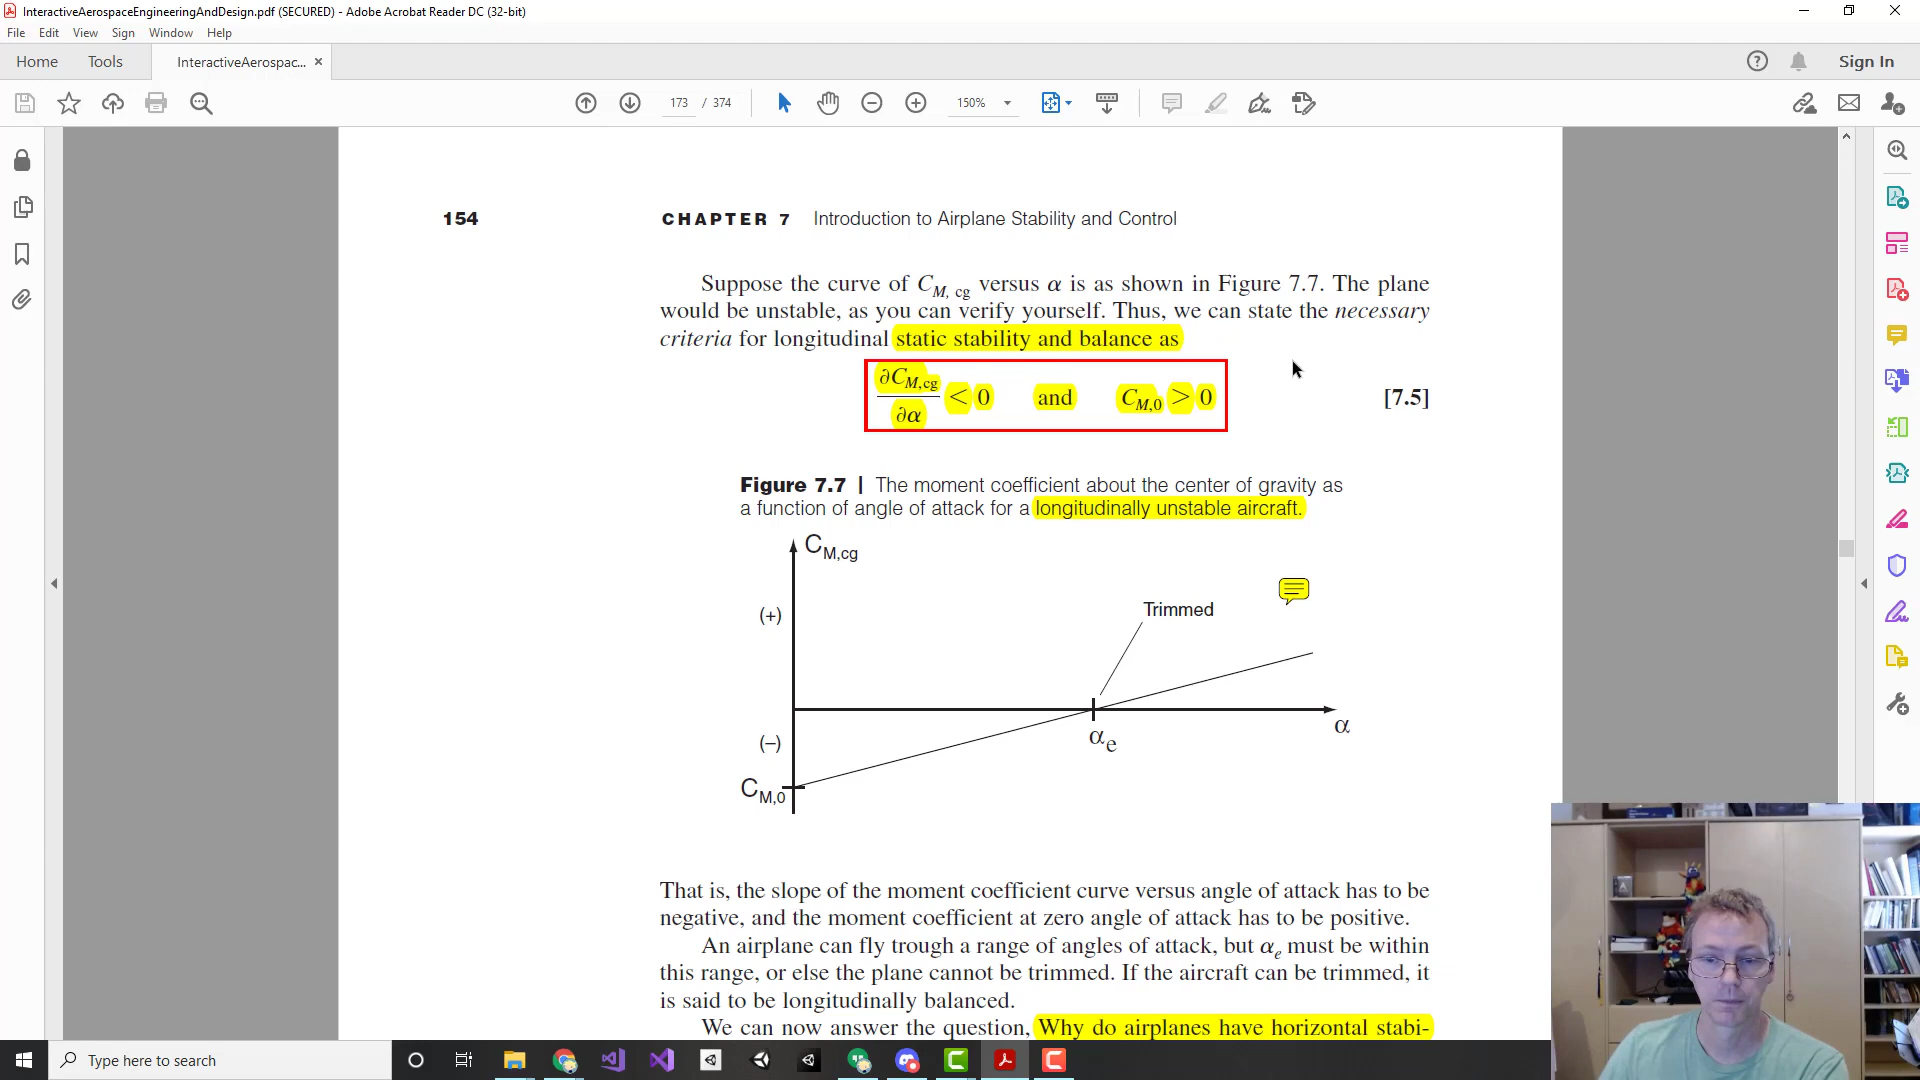 InteractiveAerospaceEngineeringAndDesign.pdf (SECURED) - Adobe Acrobat Reader DC (32-bit)
File Edit View Sign Window Help
Home Tools InteractiveAerospac... × Sign In
173 / 374 150%
154 CHAPTER 7 Introduction to Airplane Stability and Control
Suppose the curve of C_M, cg versus α is as shown in Figure 7.7. The plane
would be unstable, as you can verify yourself. Thus, we can state the necessary
criteria for longitudinal static stability and balance as
∂C_M,cg / ∂α < 0 and C_M,0 > 0 [7.5]
Figure 7.7 | The moment coefficient about the center of gravity as
a function of angle of attack for a longitudinally unstable aircraft.
C_M,cg
(+)
Trimmed
α
α_e
(–)
C_M,0
That is, the slope of the moment coefficient curve versus angle of attack has to be
negative, and the moment coefficient at zero angle of attack has to be positive.
An airplane can fly trough a range of angles of attack, but α_e must be within
this range, or else the plane cannot be trimmed. If the aircraft can be trimmed, it
is said to be longitudinally balanced.
We can now answer the question, Why do airplanes have horizontal stabi-
Type here to search